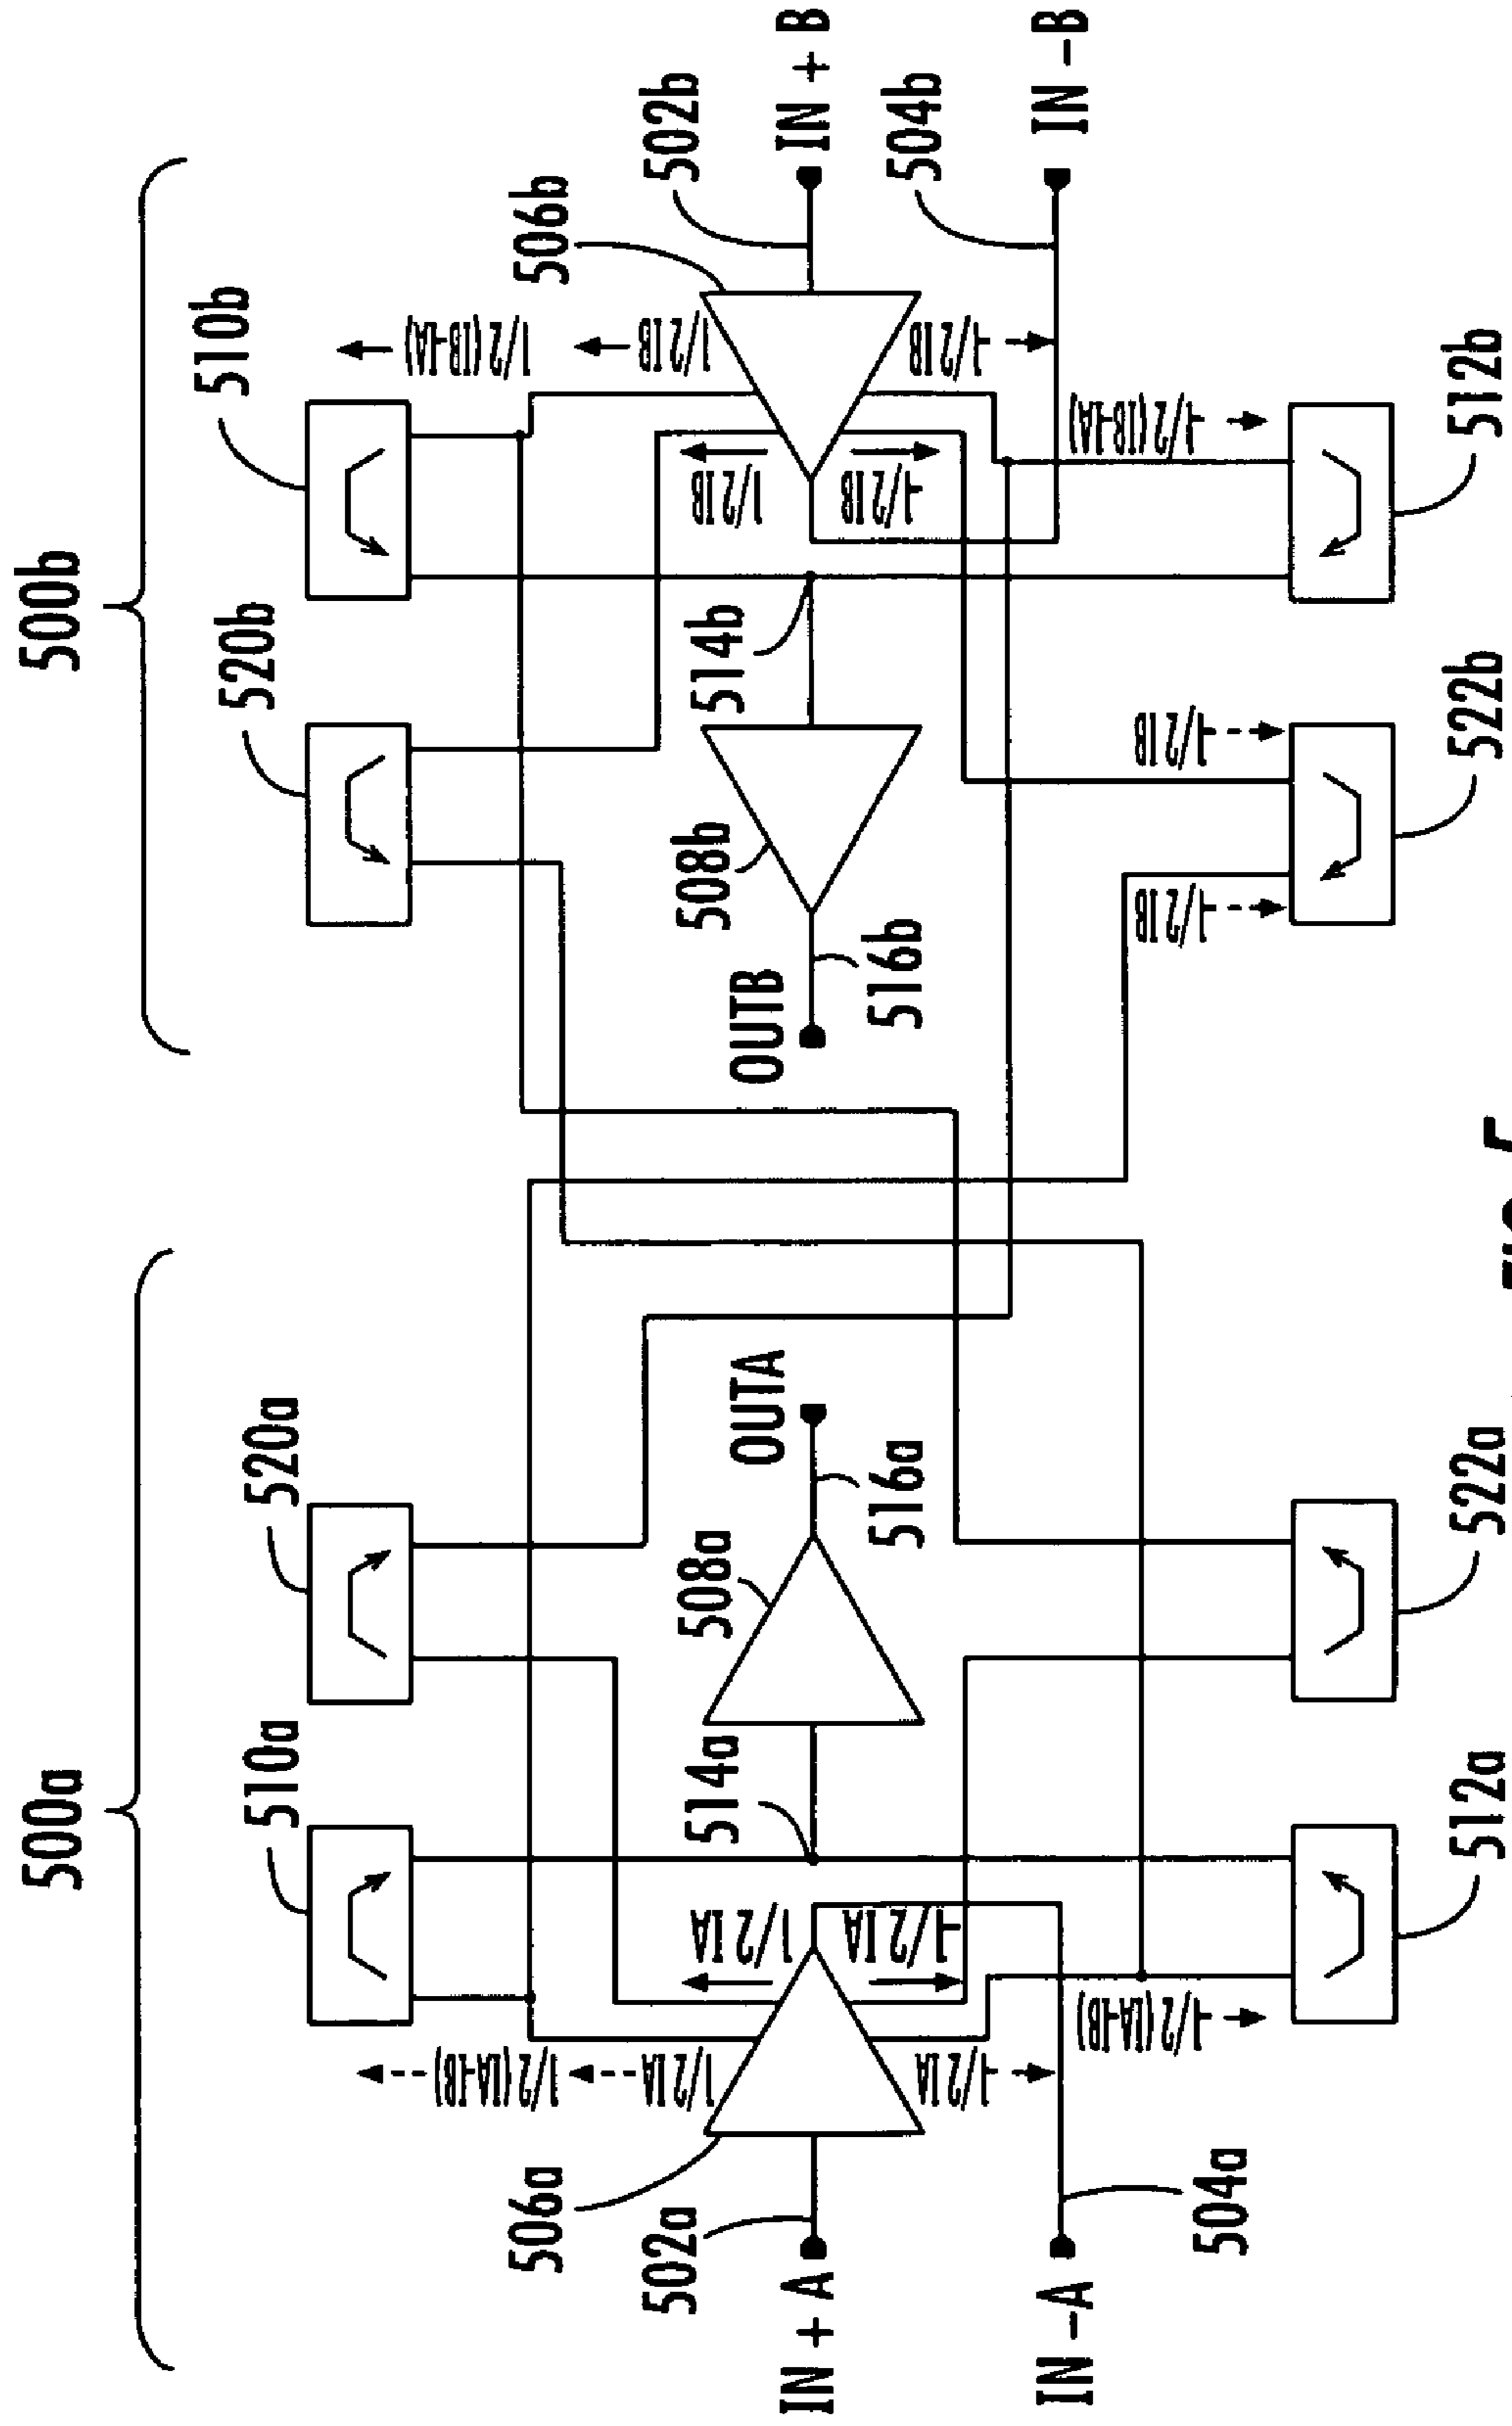 500a
500b
510a
520a
520b
510b
1/2(IA-IB)
1/2 IA
1/2 IA
-1/2 IA
-1/2 IA
-1/2(IA-IB)
506a
502a
IN + A
IN -A
504a
514a
508a
OUTA
516a
512a
522a
OUTB
516b
508b
514b
1/2 IB
-1/2 IB
1/2(IB-IA)
1/2 IB
-1/2 IB
-1/2(IB-IA)
506b
502b
IN + B
504b
IN -B
-1/2 IB
-1/2 IB
522b
512b